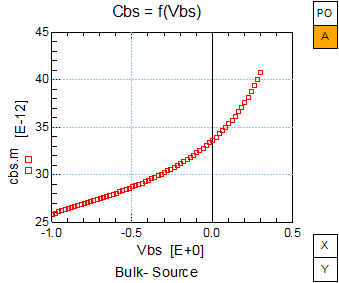 Cbs = f(Vbs)
PO
A
45
40
35
30
25
cbs.m [E-12]
-1.0 -0.5 0.0 0.5
Vbs [E+0]
Bulk- Source
X
Y